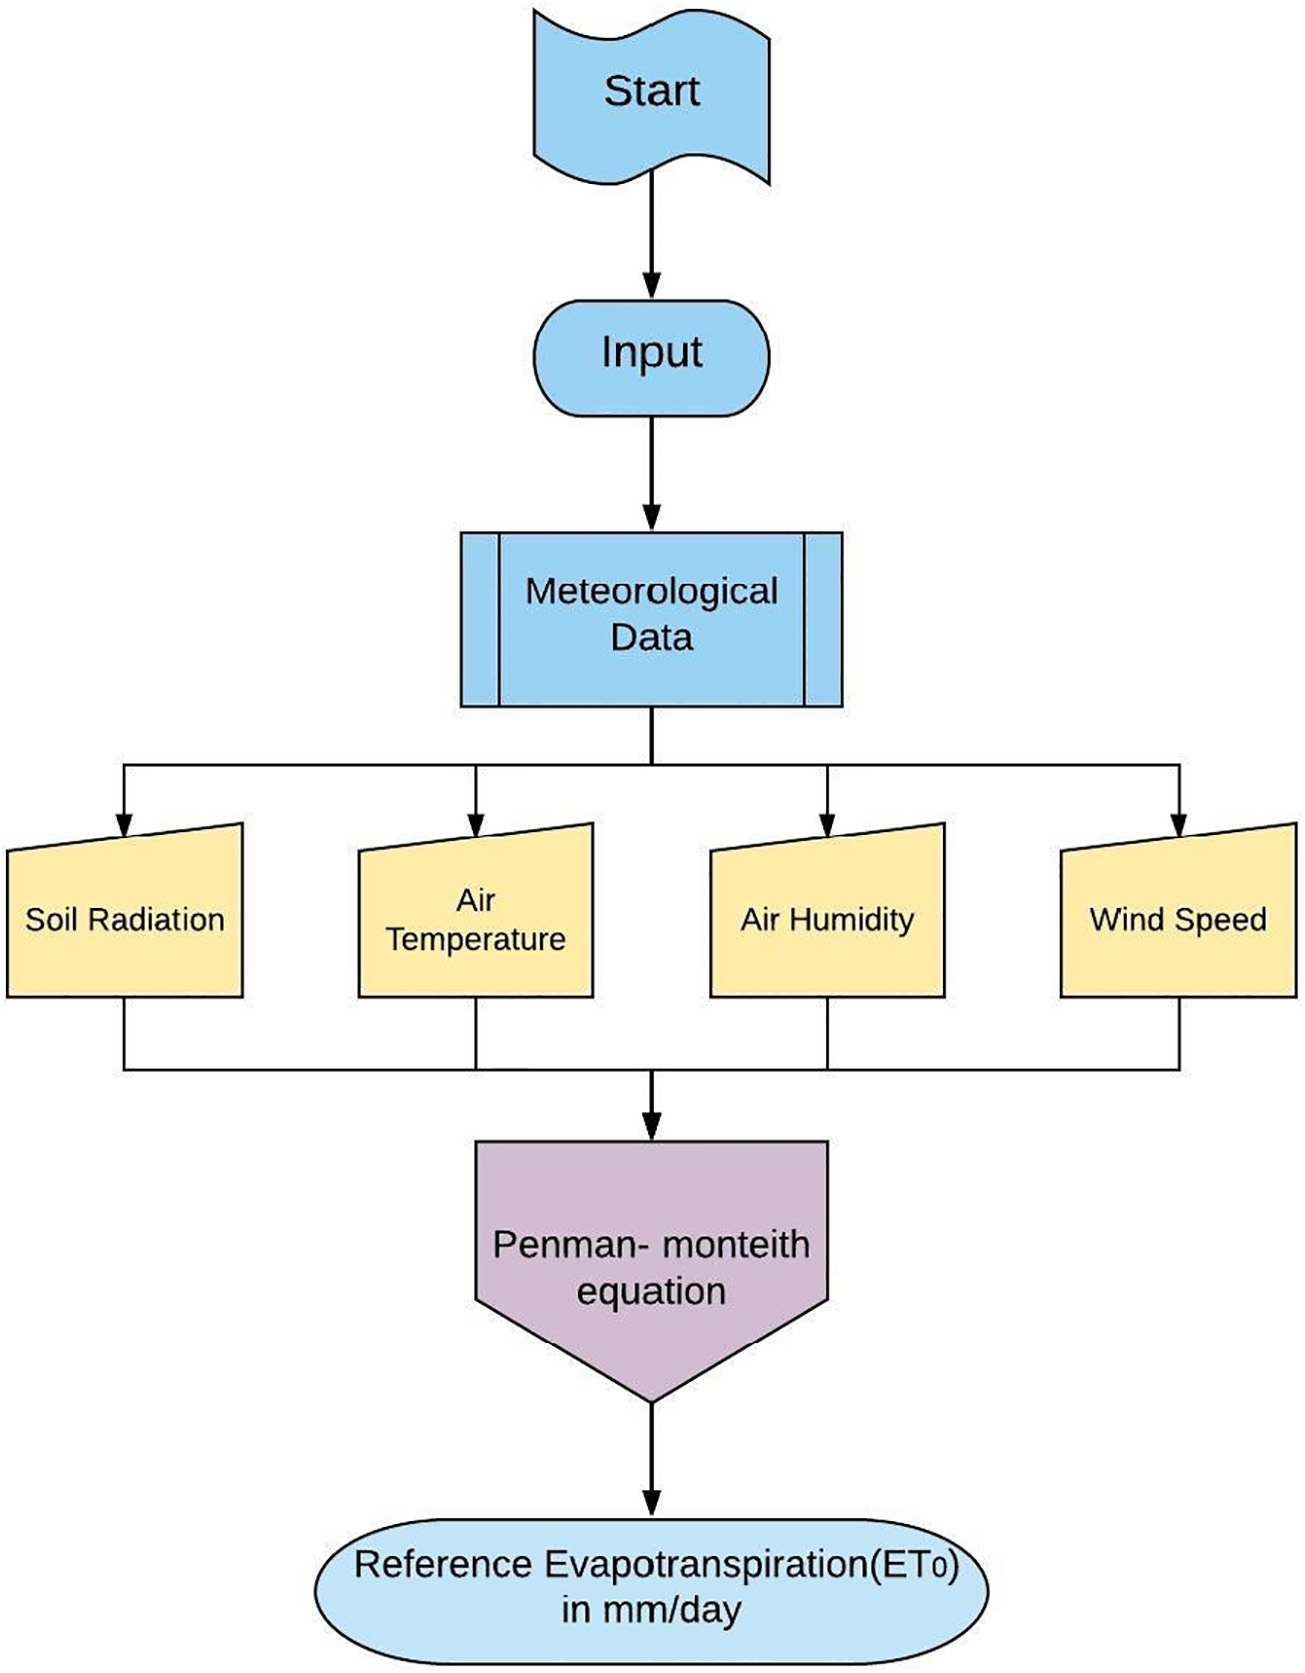 Start
Input
Meteorological
Data
Soil Radiation
Air
Temperature
Air Humidity
Wind Speed
Penman- monteith
equation
Reference Evapotranspiration(ET0)
in mm/day